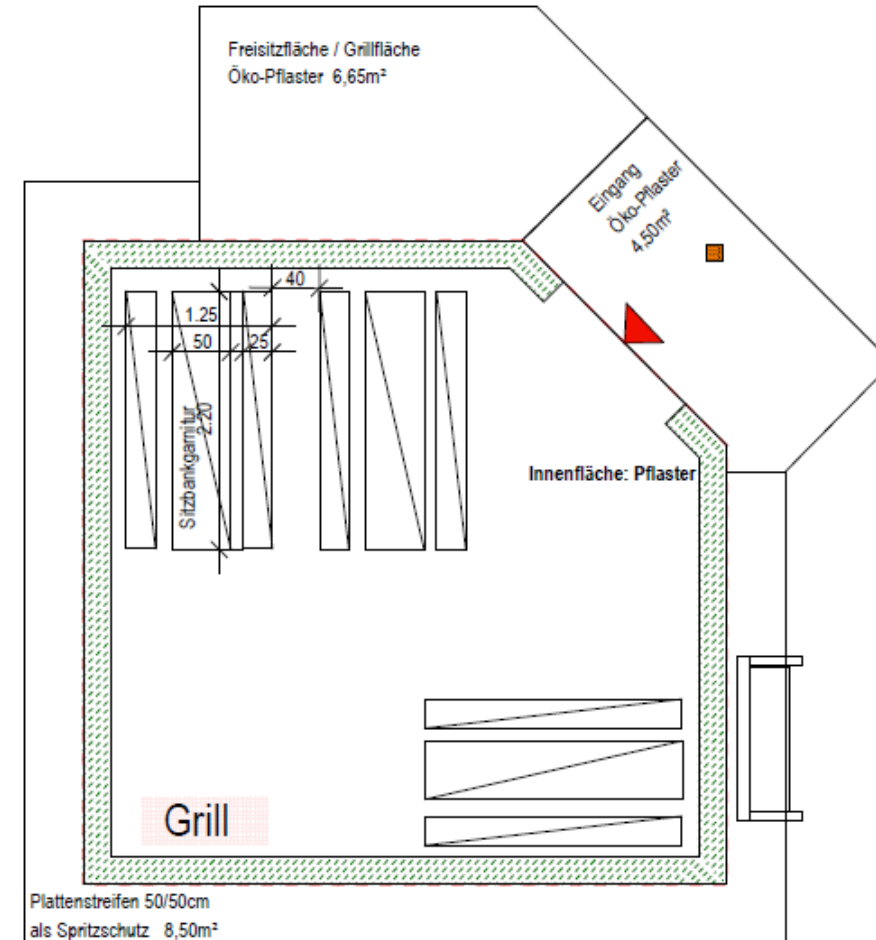 Freisitzfläche / Grillfläche
Öko-Pflaster 6,65m²
Eingang
Öko-Pflaster
4,50m²
40
1.25
50
25
Sitzbankgarnitur
2.20
Innenfläche: Pflaster
Grill
Plattenstreifen 50/50cm
als Spritzschutz 8,50m²